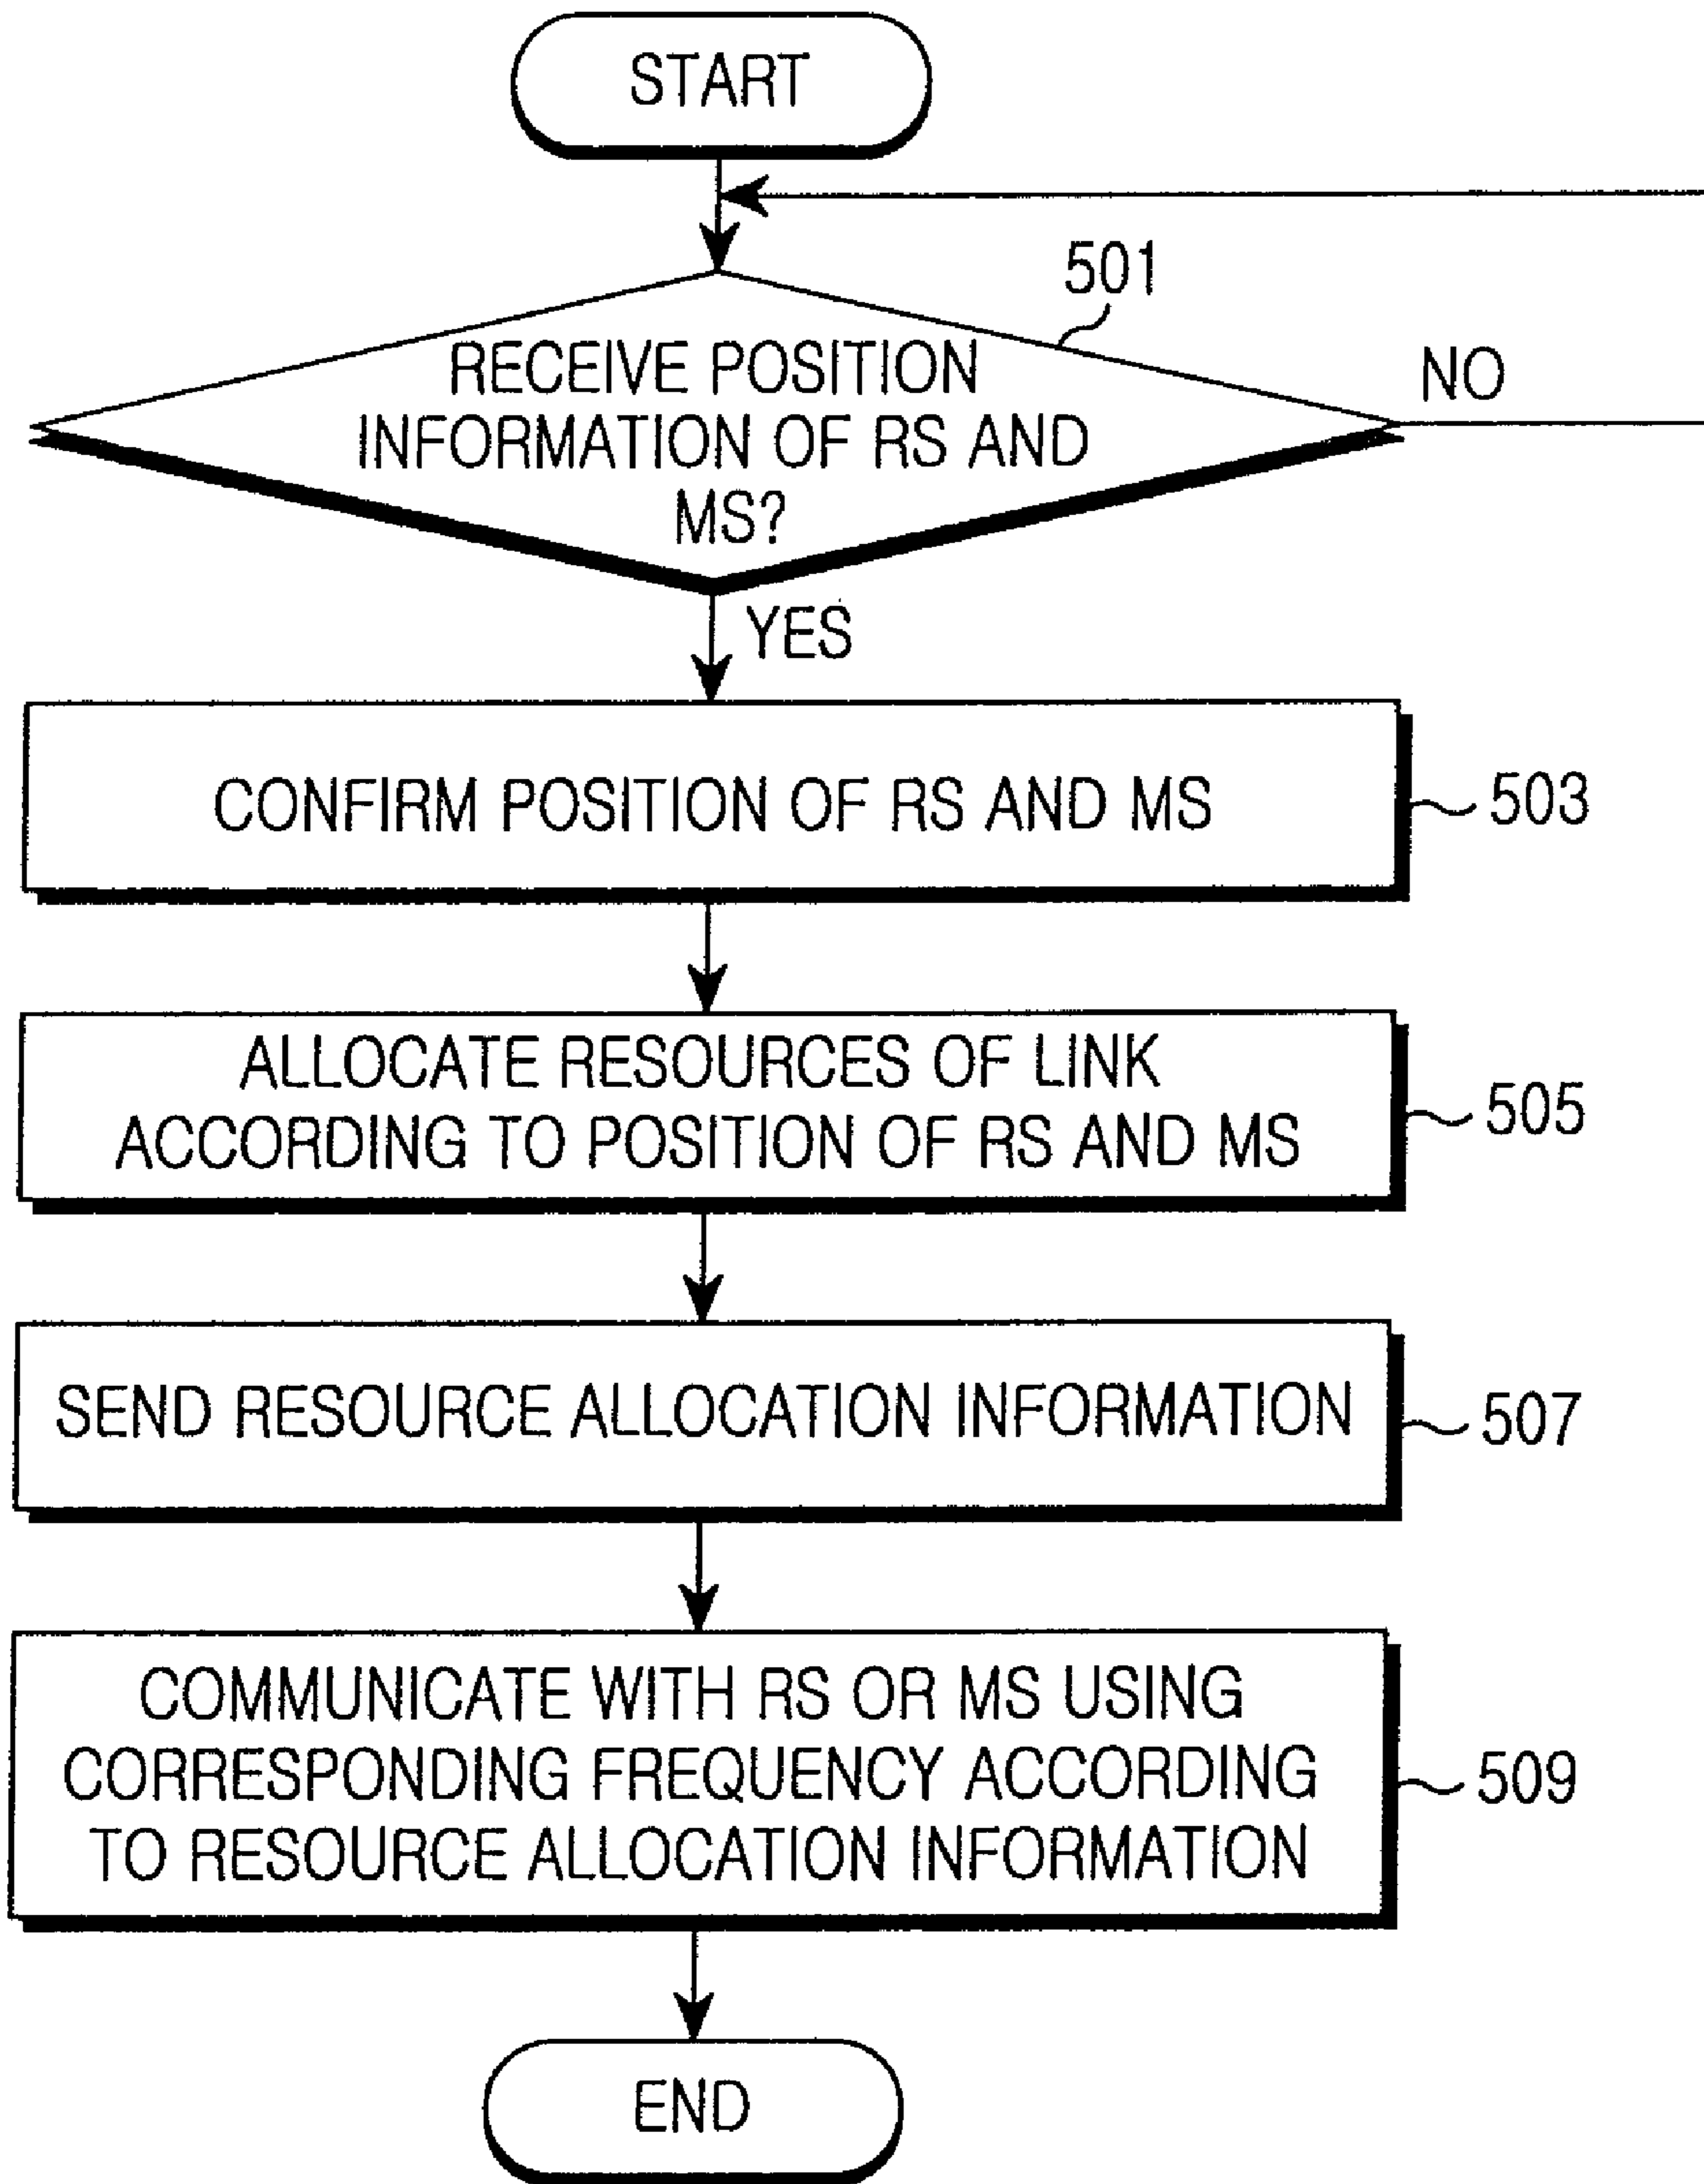 START
501
RECEIVE POSITION
INFORMATION OF RS AND
MS?
NO
YES
CONFIRM POSITION OF RS AND MS
503
ALLOCATE RESOURCES OF LINK
ACCORDING TO POSITION OF RS AND MS
505
SEND RESOURCE ALLOCATION INFORMATION
507
COMMUNICATE WITH RS OR MS USING
CORRESPONDING FREQUENCY ACCORDING
TO RESOURCE ALLOCATION INFORMATION
509
END